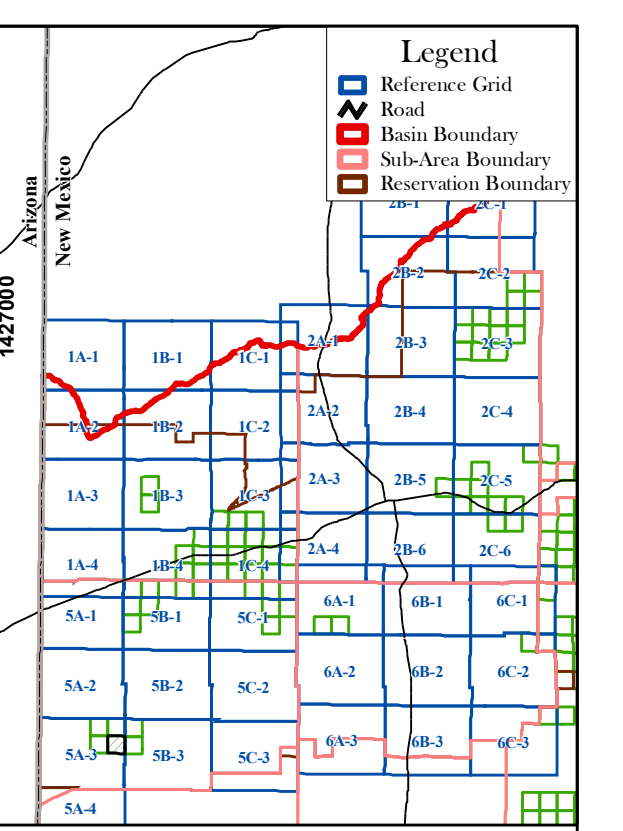 Legend
Reference Grid
Road
Basin Boundary
Sub-Area Boundary
Reservation Boundary
Arizona
New Mexico
1427000
2B-1 2C-1
2B-2 2C-2
1A-1 1B-1 1C-1 2A-1 2B-3 2C-3
1A-2 1B-2 1C-2 2A-2 2B-4 2C-4
1A-3 1B-3 1C-3 2A-3 2B-5 2C-5
1A-4 1B-4 1C-4 2A-4 2B-6 2C-6
5A-1 5B-1 5C-1 6A-1 6B-1 6C-1
5A-2 5B-2 5C-2 6A-2 6B-2 6C-2
5A-3 5B-3 5C-3 6A-3 6B-3 6C-3
5A-4